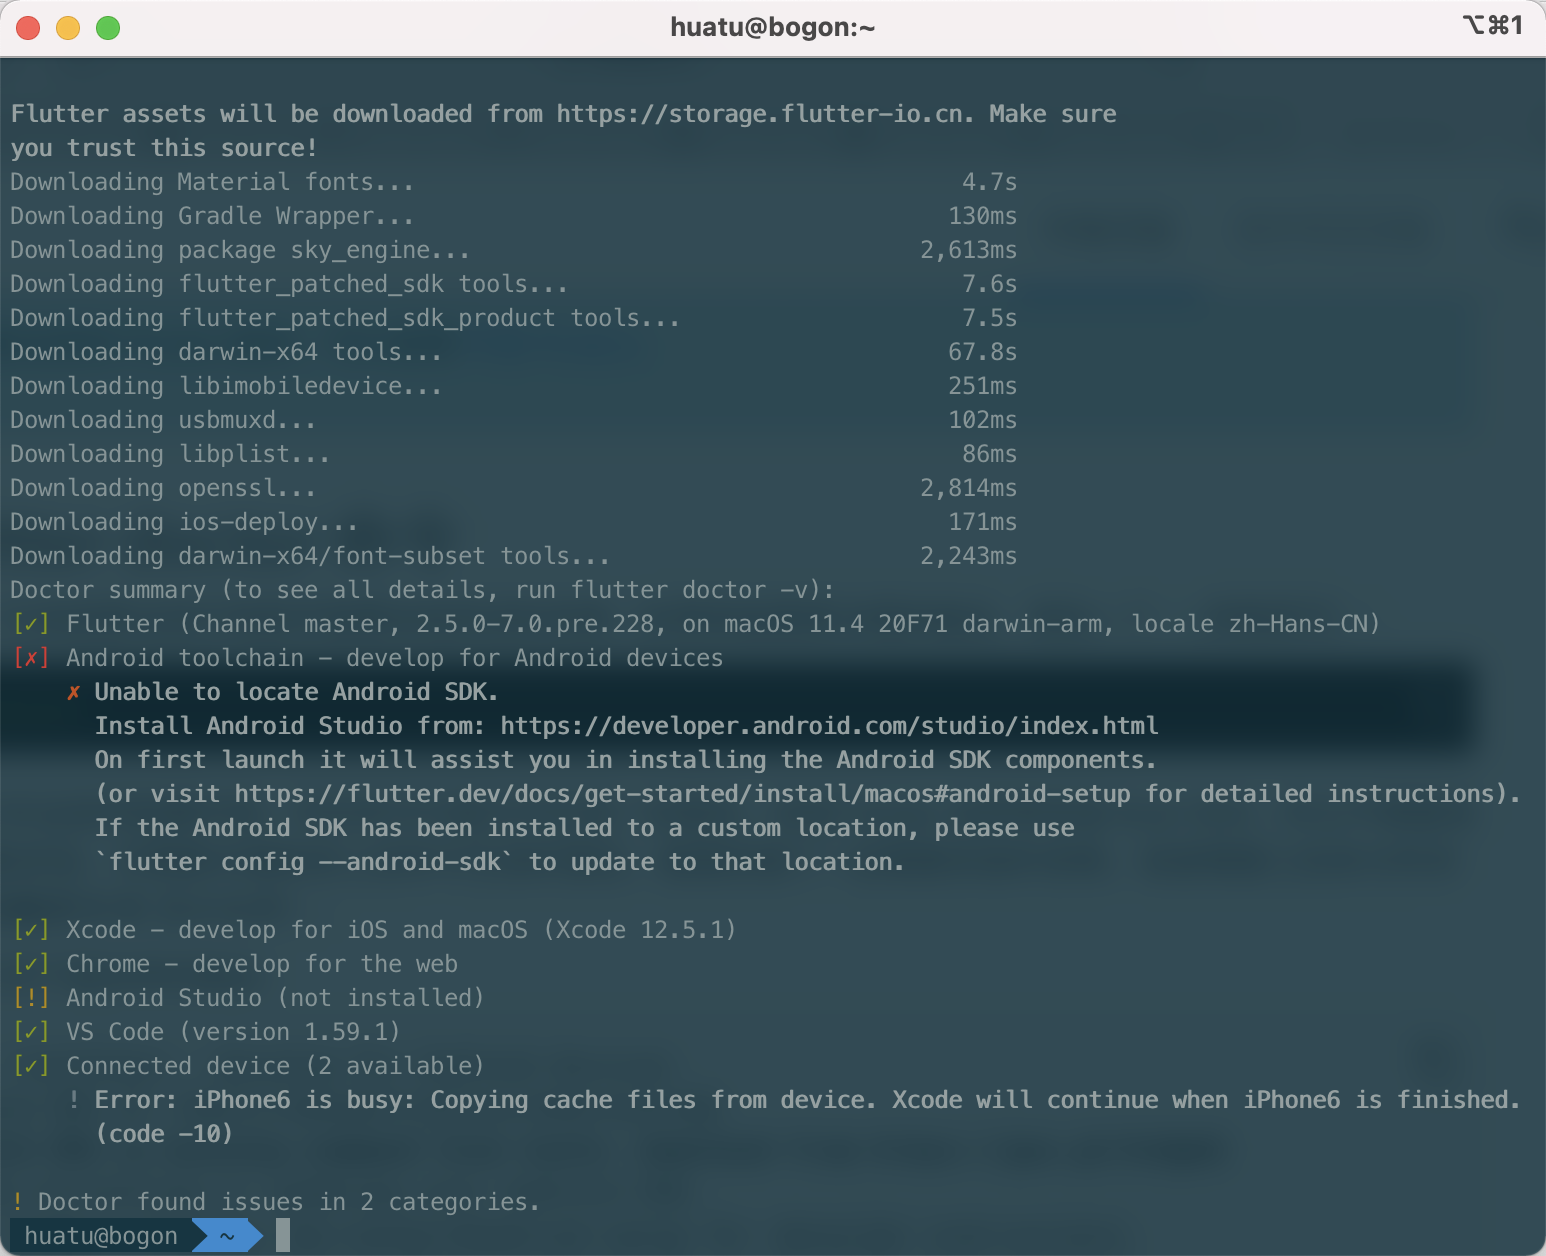 huatu@bogon:~
⌥⌘1
Flutter assets will be downloaded from https://storage.flutter-io.cn. Make sure
you trust this source!
Downloading Material fonts... 4.7s
Downloading Gradle Wrapper... 130ms
Downloading package sky_engine... 2,613ms
Downloading flutter_patched_sdk tools... 7.6s
Downloading flutter_patched_sdk_product tools... 7.5s
Downloading darwin-x64 tools... 67.8s
Downloading libimobiledevice... 251ms
Downloading usbmuxd... 102ms
Downloading libplist... 86ms
Downloading openssl... 2,814ms
Downloading ios-deploy... 171ms
Downloading darwin-x64/font-subset tools... 2,243ms
Doctor summary (to see all details, run flutter doctor -v):
[✓] Flutter (Channel master, 2.5.0-7.0.pre.228, on macOS 11.4 20F71 darwin-arm, locale zh-Hans-CN)
[✗] Android toolchain - develop for Android devices
✗ Unable to locate Android SDK.
Install Android Studio from: https://developer.android.com/studio/index.html
On first launch it will assist you in installing the Android SDK components.
(or visit https://flutter.dev/docs/get-started/install/macos#android-setup for detailed instructions).
If the Android SDK has been installed to a custom location, please use
`flutter config --android-sdk` to update to that location.
[✓] Xcode - develop for iOS and macOS (Xcode 12.5.1)
[✓] Chrome - develop for the web
[!] Android Studio (not installed)
[✓] VS Code (version 1.59.1)
[✓] Connected device (2 available)
! Error: iPhone6 is busy: Copying cache files from device. Xcode will continue when iPhone6 is finished.
(code -10)
! Doctor found issues in 2 categories.
huatu@bogon ~